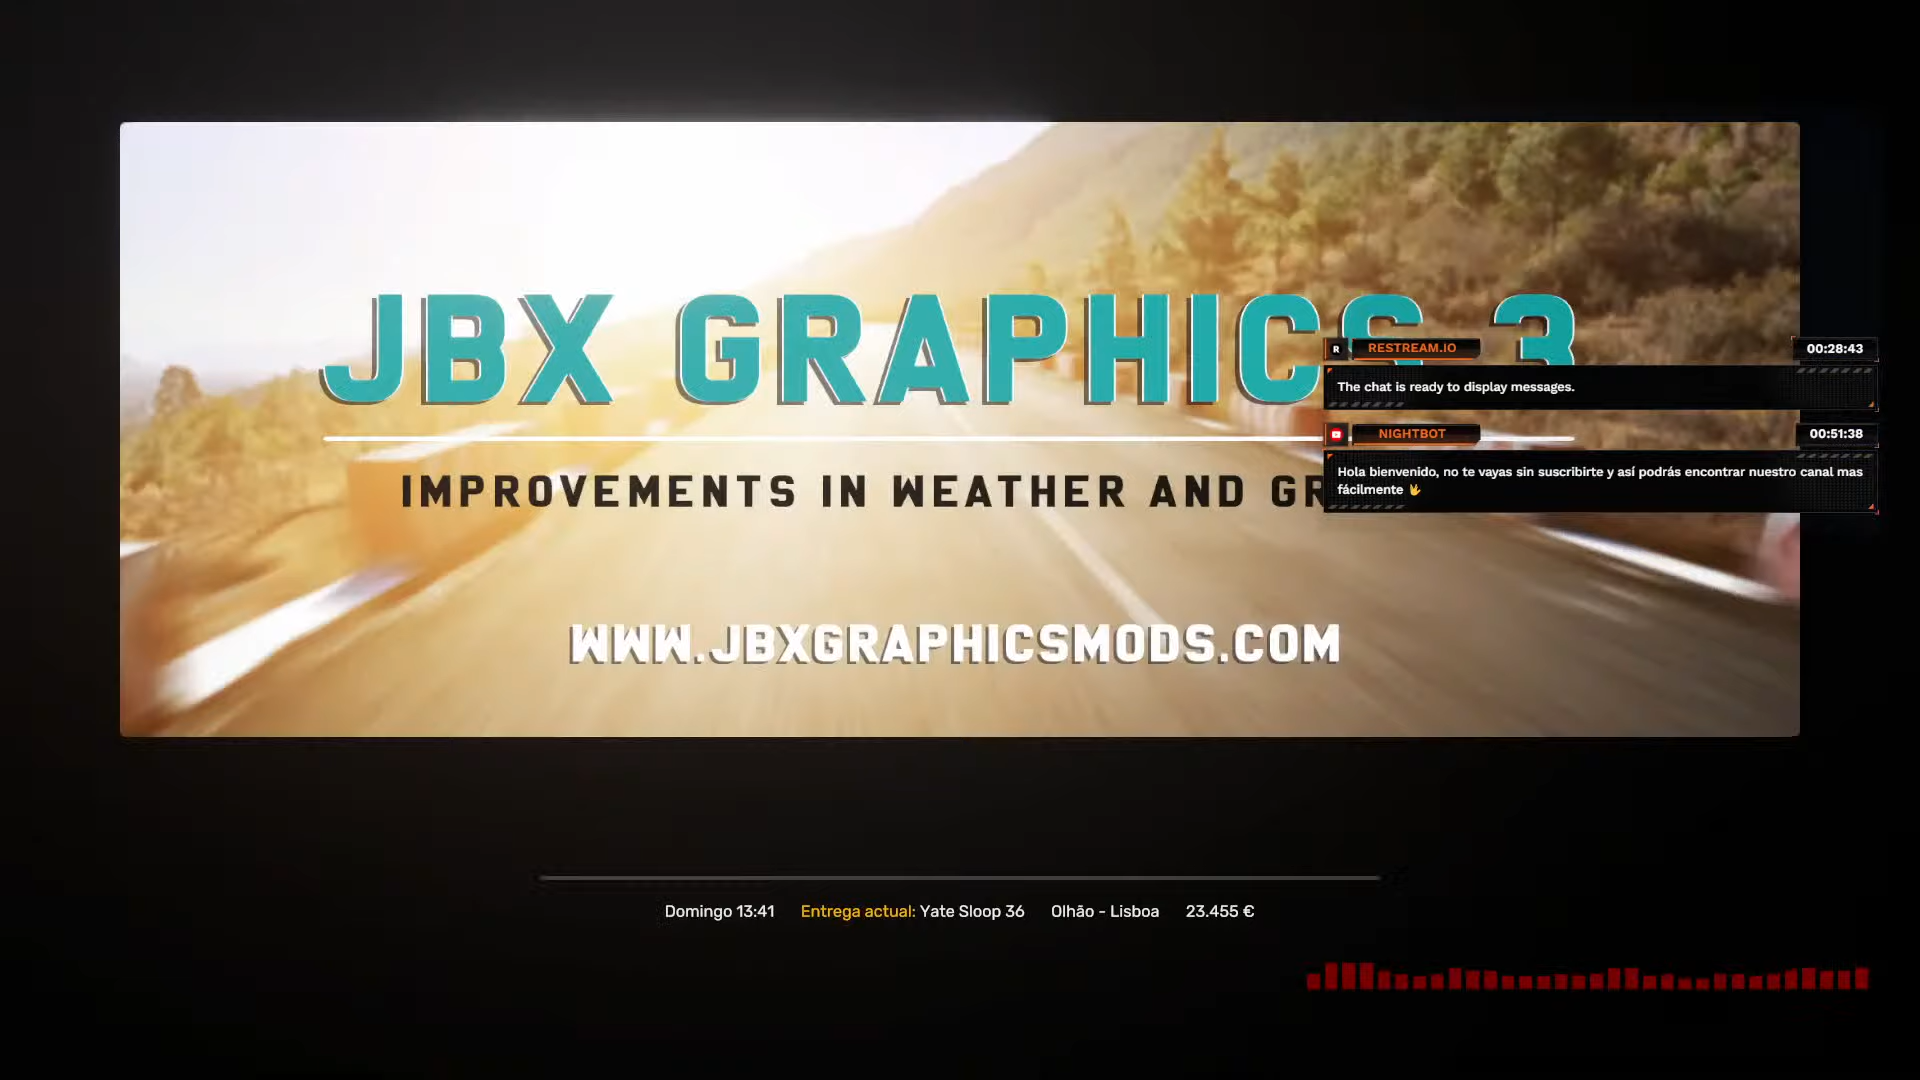 JBX GRAPHICS 3
R RESTREAM.IO 00:28:43
The chat is ready to display messages.
NIGHTBOT 00:51:38
Hola bienvenido, no te vayas sin suscribirte y así podrás encontrar nuestro canal mas
fácilmente 🤟
IMPROVEMENTS IN WEATHER AND GR
WWW.JBXGRAPHICSMODS.COM
Domingo 13:41 Entrega actual: Yate Sloop 36 Olhão - Lisboa 23.455 €